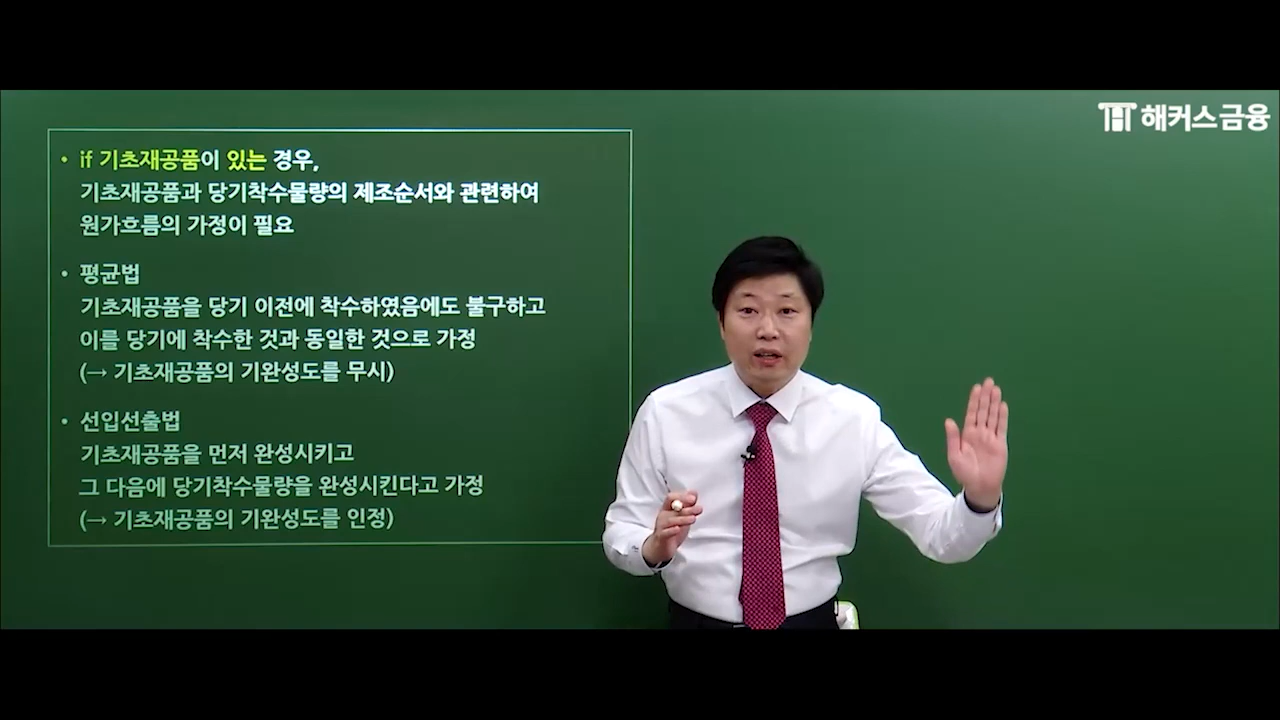 해커스금융
• if 기초재공품이 있는 경우,
기초재공품과 당기착수물량의 제조순서와 관련하여
원가흐름의 가정이 필요
• 평균법
기초재공품을 당기 이전에 착수하였음에도 불구하고
이를 당기에 착수한 것과 동일한 것으로 가정
(→ 기초재공품의 기완성도를 무시)
• 선입선출법
기초재공품을 먼저 완성시키고
그 다음에 당기착수물량을 완성시킨다고 가정
(→ 기초재공품의 기완성도를 인정)